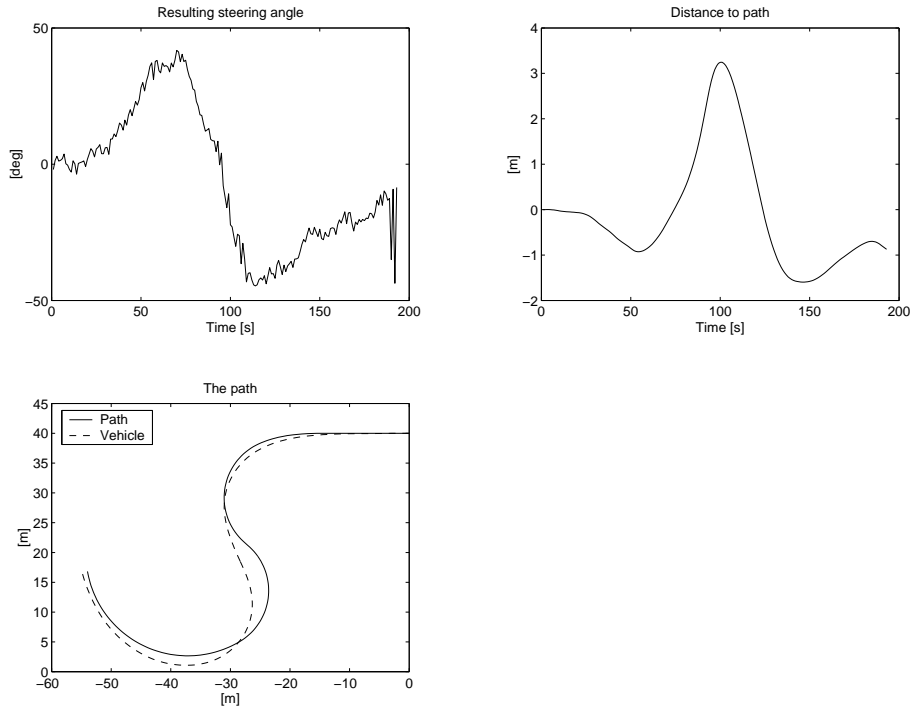 Resulting steering angle
50
0
−50
[deg]
0 50 100 150 200
Time [s]
Distance to path
4
3
2
1
0
−1
−2
[m]
0 50 100 150 200
Time [s]
The path
45
40
35
30
25
20
15
10
5
0
[m]
Path
Vehicle
−60 −50 −40 −30 −20 −10 0
[m]